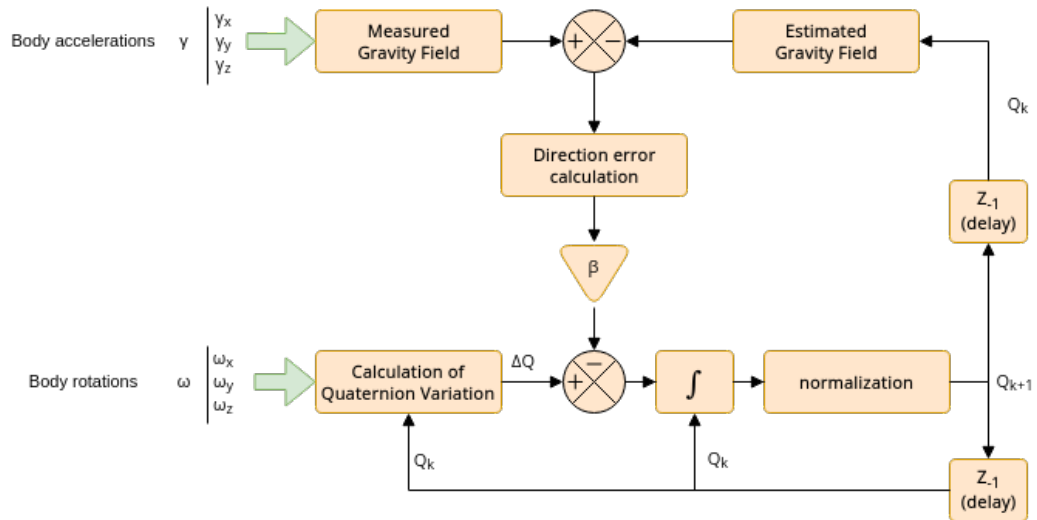 Body accelerations γ
γx
γy
γz
Measured
Gravity Field
+
−
Estimated
Gravity Field
Qk
Direction error
calculation
Z-1
(delay)
β
Body rotations ω
ωx
ωy
ωz
Calculation of
Quaternion Variation
ΔQ
−
+
∫
normalization
Qk+1
Qk
Qk
Z-1
(delay)